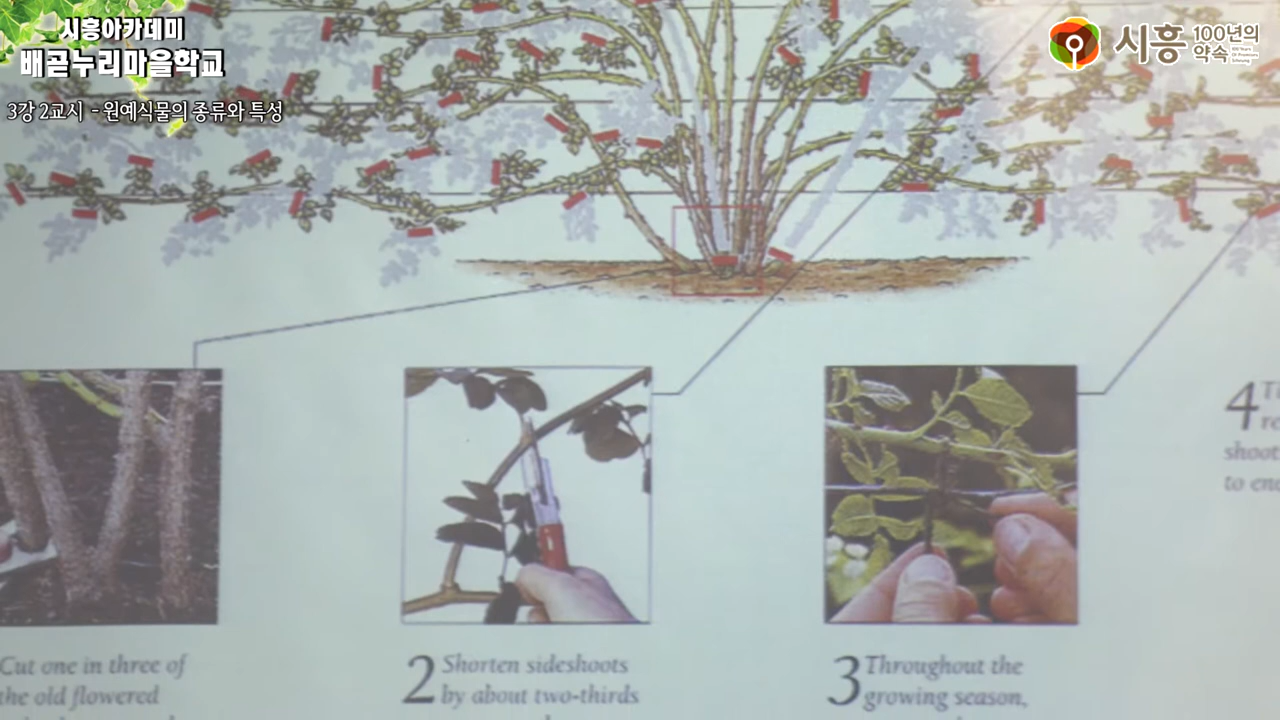 시흥아카데미
배곧누리마을학교
3강 2교시 - 원예식물의 종류와 특성
시흥
100년의
약속
Cut one in three of
the old flowered
2 Shorten sideshoots
by about two-thirds
3 Throughout the
growing season,
4
shoot
to en